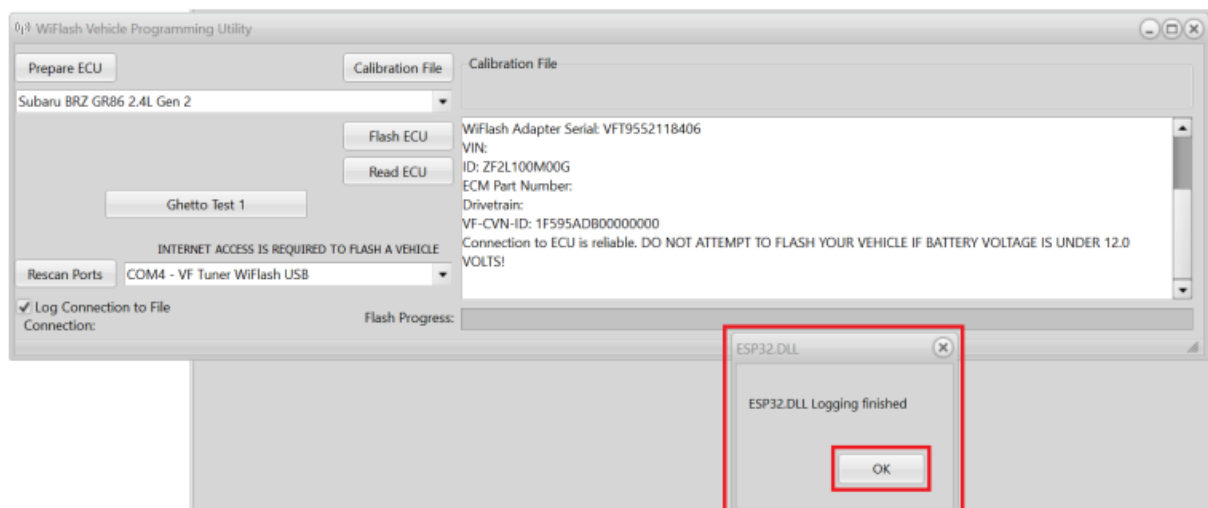 WiFlash Vehicle Programming Utility
Prepare ECU
Calibration File
Calibration File
Subaru BRZ GR86 2.4L Gen 2
Flash ECU
Read ECU
Ghetto Test 1
INTERNET ACCESS IS REQUIRED TO FLASH A VEHICLE
Rescan Ports
COM4 - VF Tuner WiFlash USB
Log Connection to File
Connection:
Flash Progress:
WiFlash Adapter Serial: VFT9552118406
VIN:
ID: ZF2L100M00G
ECM Part Number:
Drivetrain:
VF-CVN-ID: 1F595ADB00000000
Connection to ECU is reliable. DO NOT ATTEMPT TO FLASH YOUR VEHICLE IF BATTERY VOLTAGE IS UNDER 12.0
VOLTS!
ESP32.DLL
ESP32.DLL Logging finished
OK